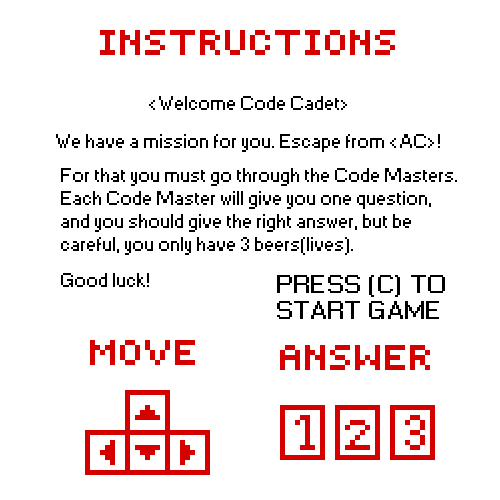 INSTRUCTIONS
<Welcome Code Cadet>
We have a mission for you. Escape from <AC>!
For that you must go through the Code Masters.
Each Code Master will give you one question,
and you should give the right answer, but be
careful, you only have 3 beers(lives).
Good luck!
PRESS (C) TO
START GAME
MOVE
ANSWER
1 2 3